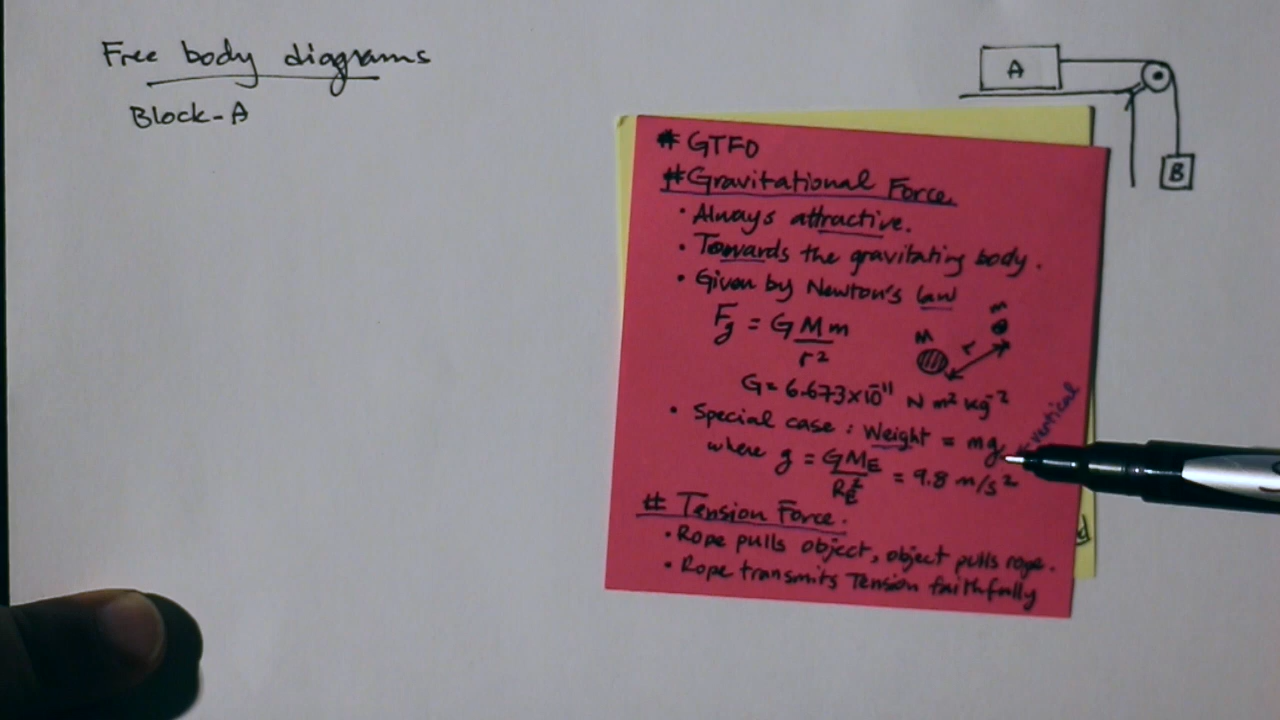 Free body diagrams
Block-A
A
B
# GTFO
# Gravitational Force.
• Always attractive.
• Towards the gravitating body.
• Given by Newton's law
Fg = G Mm / r²
M r m
G = 6.673×10⁻¹¹ N m² kg⁻²
• Special case : Weight = mg ← vertical
where g = GME / RE² = 9.8 m/s²
# Tension Force.
• Rope pulls object, object pulls rope.
• Rope transmits Tension faithfully